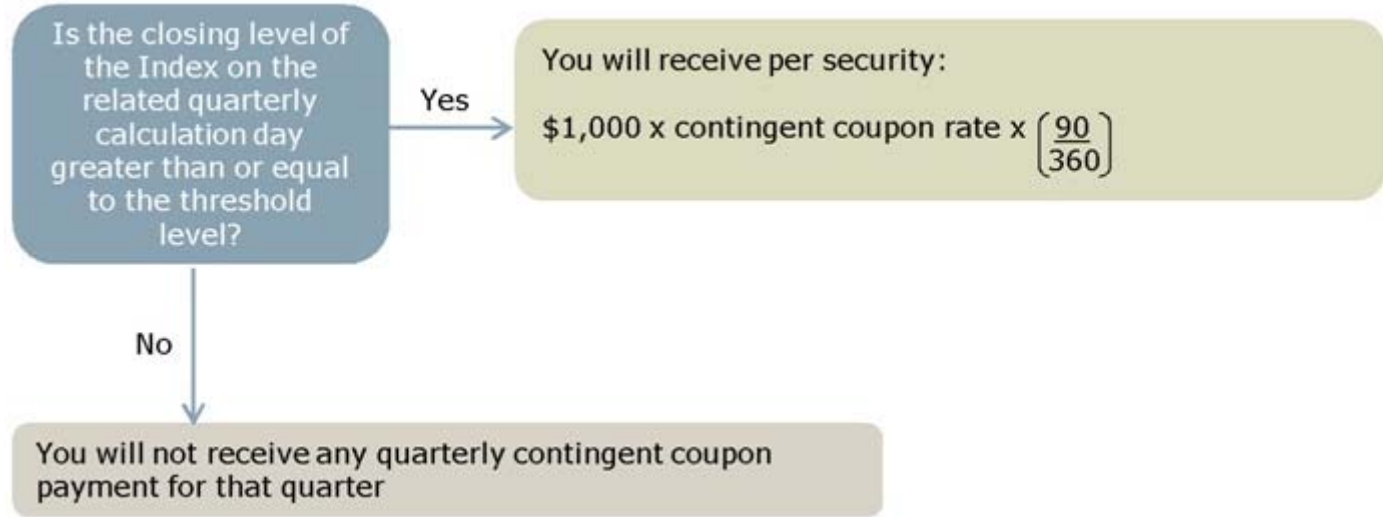 Is the closing level of
the Index on the
related quarterly
calculation day
greater than or equal
to the threshold
level?
Yes
You will receive per security:
$1,000 x contingent coupon rate x (90/360)
No
You will not receive any quarterly contingent coupon
payment for that quarter